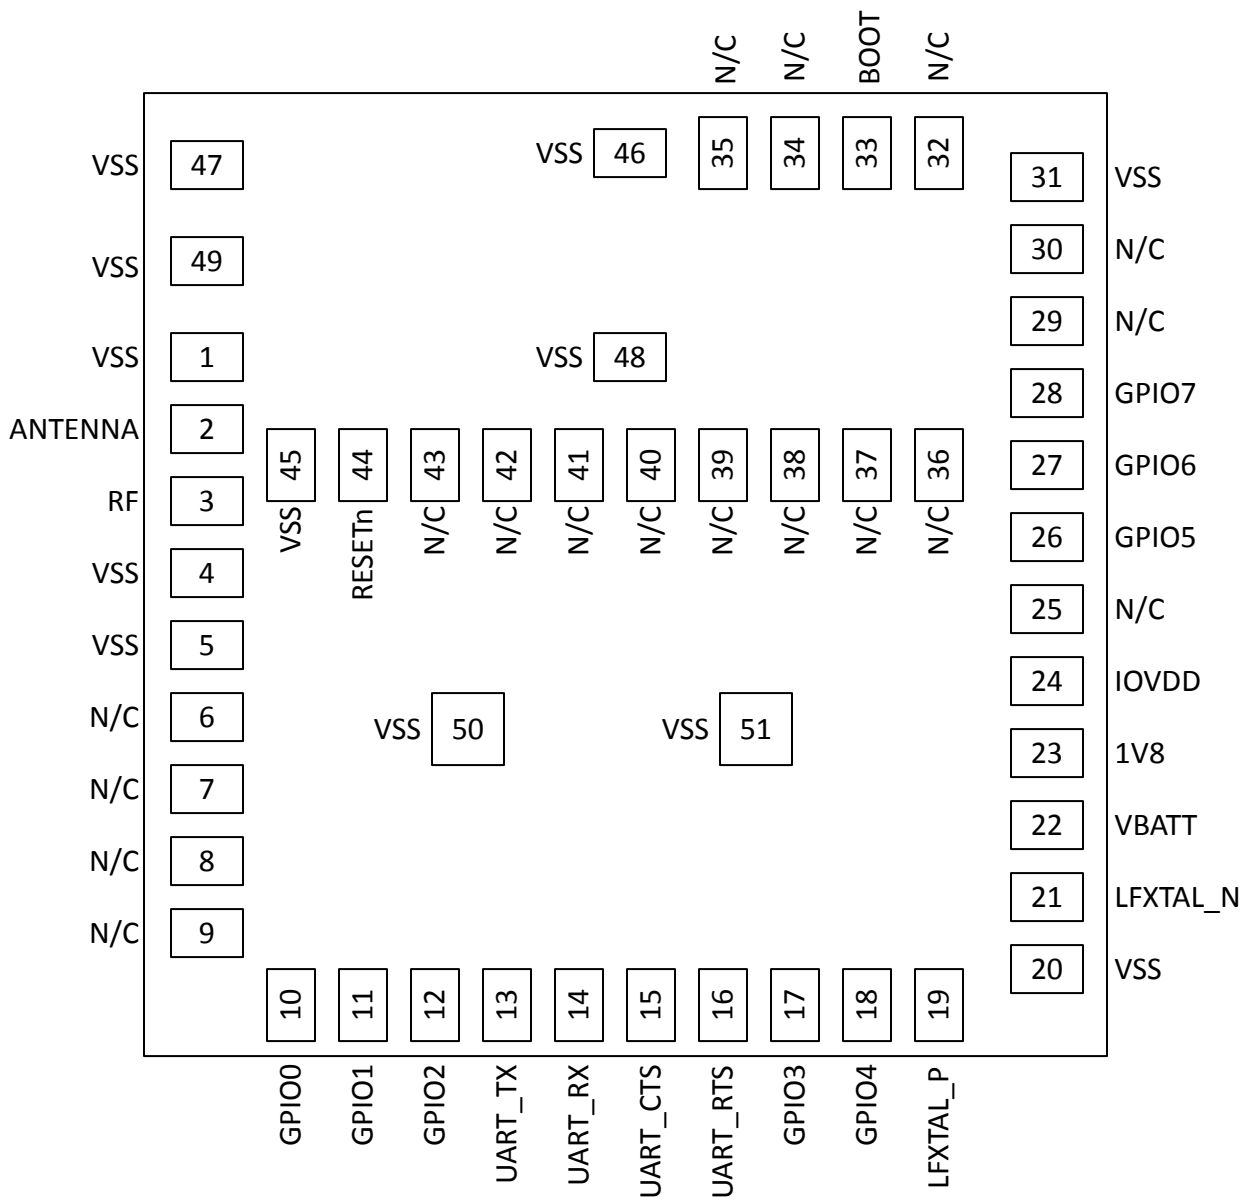 N/C
N/C
BOOT
N/C
35
34
33
32
VSS 47
VSS 46
31 VSS
VSS 49
30 N/C
29 N/C
VSS 1
VSS 48
28 GPIO7
ANTENNA 2
27 GPIO6
RF 3
26 GPIO5
VSS 4
25 N/C
VSS 5
24 IOVDD
N/C 6
23 1V8
N/C 7
22 VBATT
N/C 8
21 LFXTAL_N
N/C 9
20 VSS
45
44
43
42
41
40
39
38
37
36
VSS
RESETn
N/C
N/C
N/C
N/C
N/C
N/C
N/C
N/C
VSS 50
VSS 51
10
11
12
13
14
15
16
17
18
19
GPIO0
GPIO1
GPIO2
UART_TX
UART_RX
UART_CTS
UART_RTS
GPIO3
GPIO4
LFXTAL_P